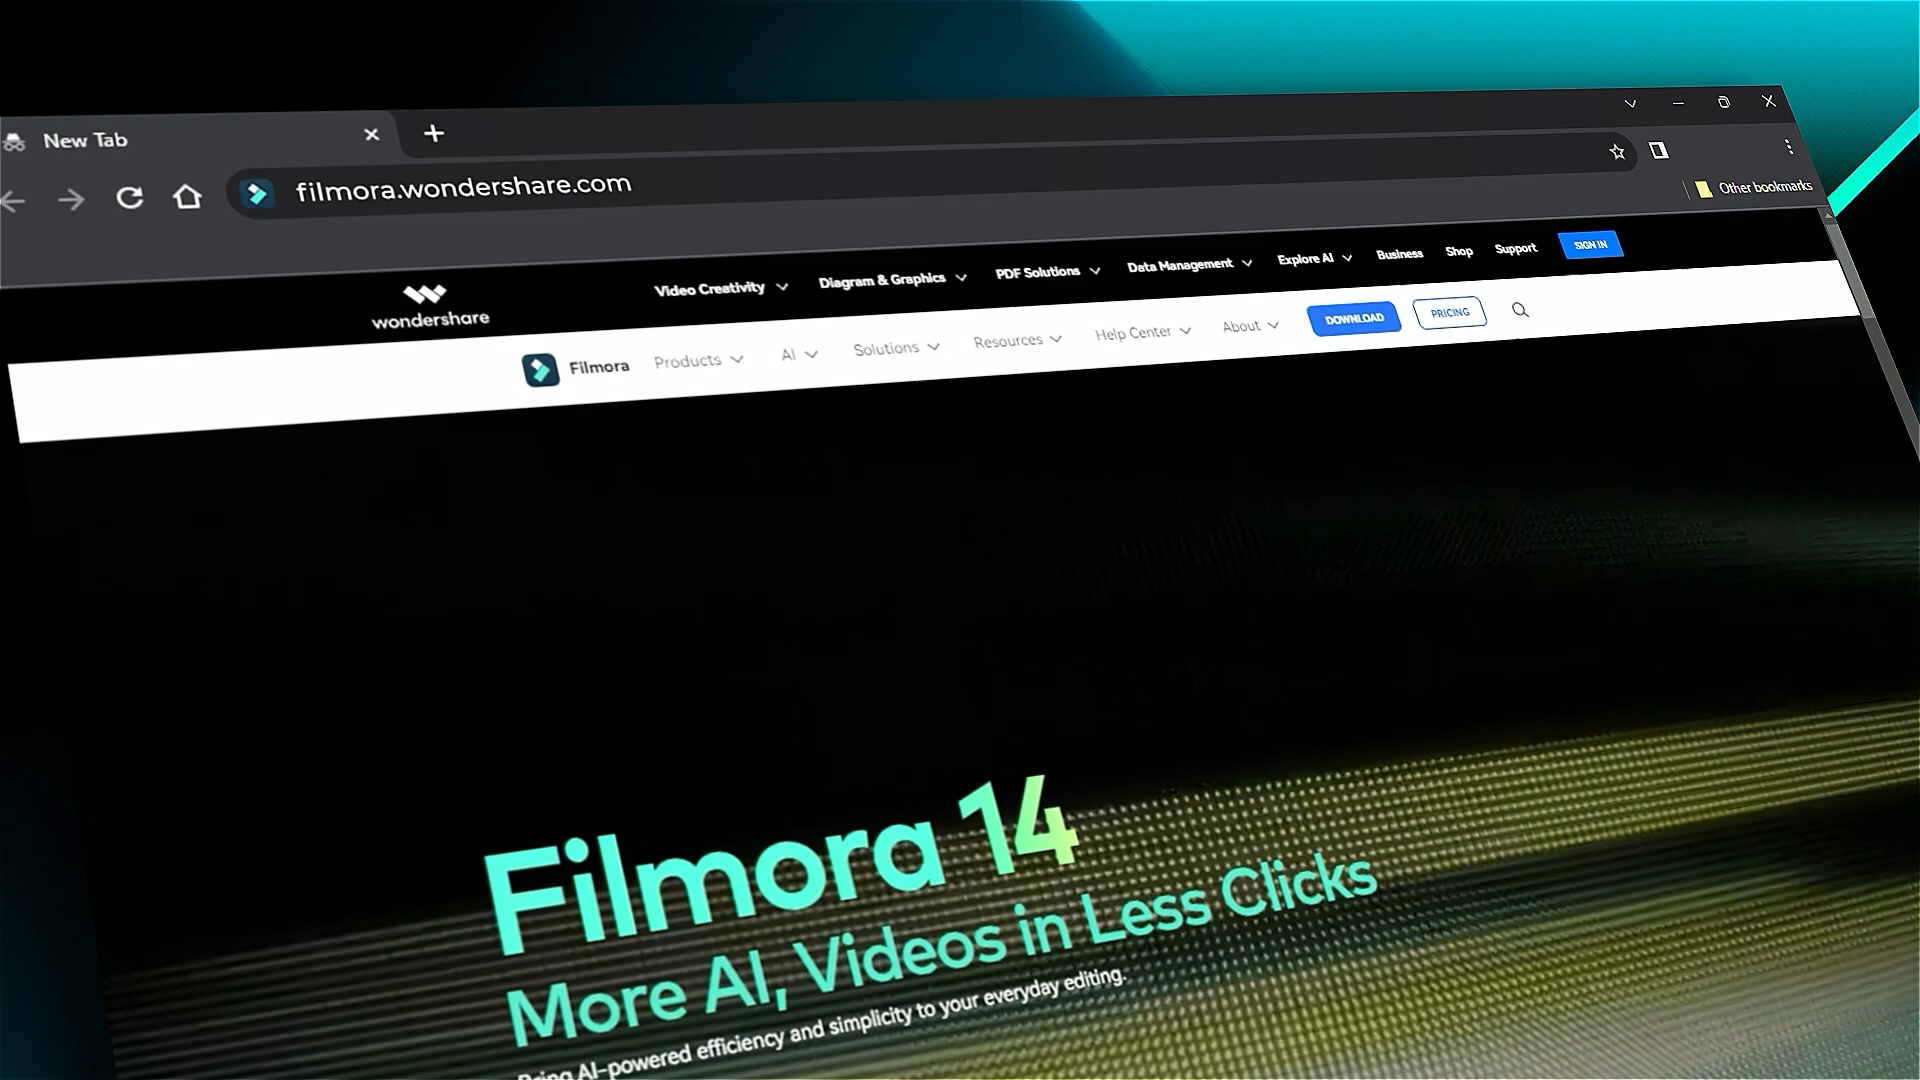 New Tab
filmora.wondershare.com
Other bookmarks
wondershare
Video Creativity
Diagram & Graphics
PDF Solutions
Data Management
Explore AI
Business
Shop
Support
SIGN IN
Filmora
Products
AI
Solutions
Resources
Help Center
About
DOWNLOAD
PRICING
Filmora 14
More AI, Videos in Less Clicks
Bring AI-powered efficiency and simplicity to your everyday editing.